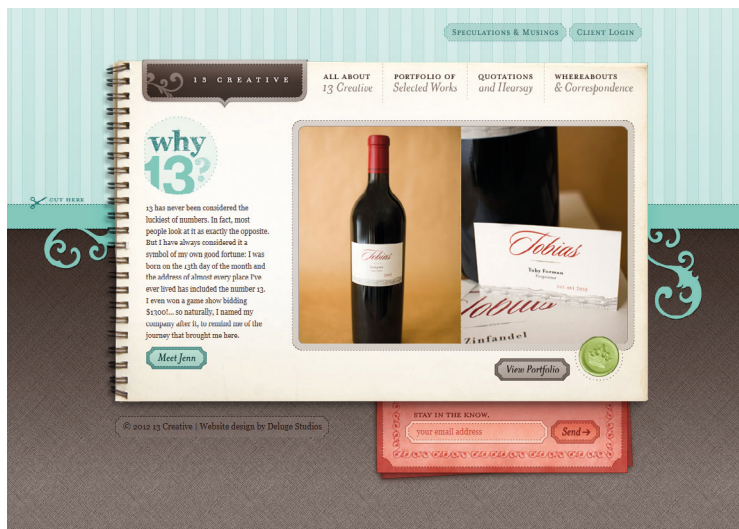 SPECULATIONS & MUSINGS
CLIENT LOGIN
13 CREATIVE
ALL ABOUT
13 Creative
PORTFOLIO OF
Selected Works
QUOTATIONS
and Hearsay
WHEREABOUTS
& Correspondence
why
13?
CUT HERE
13 has never been considered the
luckiest of numbers. In fact, most
people look at it as exactly the opposite.
But I have always considered it a
symbol of my own good fortune: I was
born on the 13th day of the month and
the address of almost every place I've
ever lived has included the number 13.
I even won a game show bidding
$1300!... so naturally, I named my
company after it, to remind me of the
journey that brought me here.
Meet Jenn
Tobias
Tobias
Toby Forman
Tobias
Zinfandel
View Portfolio
© 2012 13 Creative | Website design by Deluge Studios
STAY IN THE KNOW.
your email address
Send→